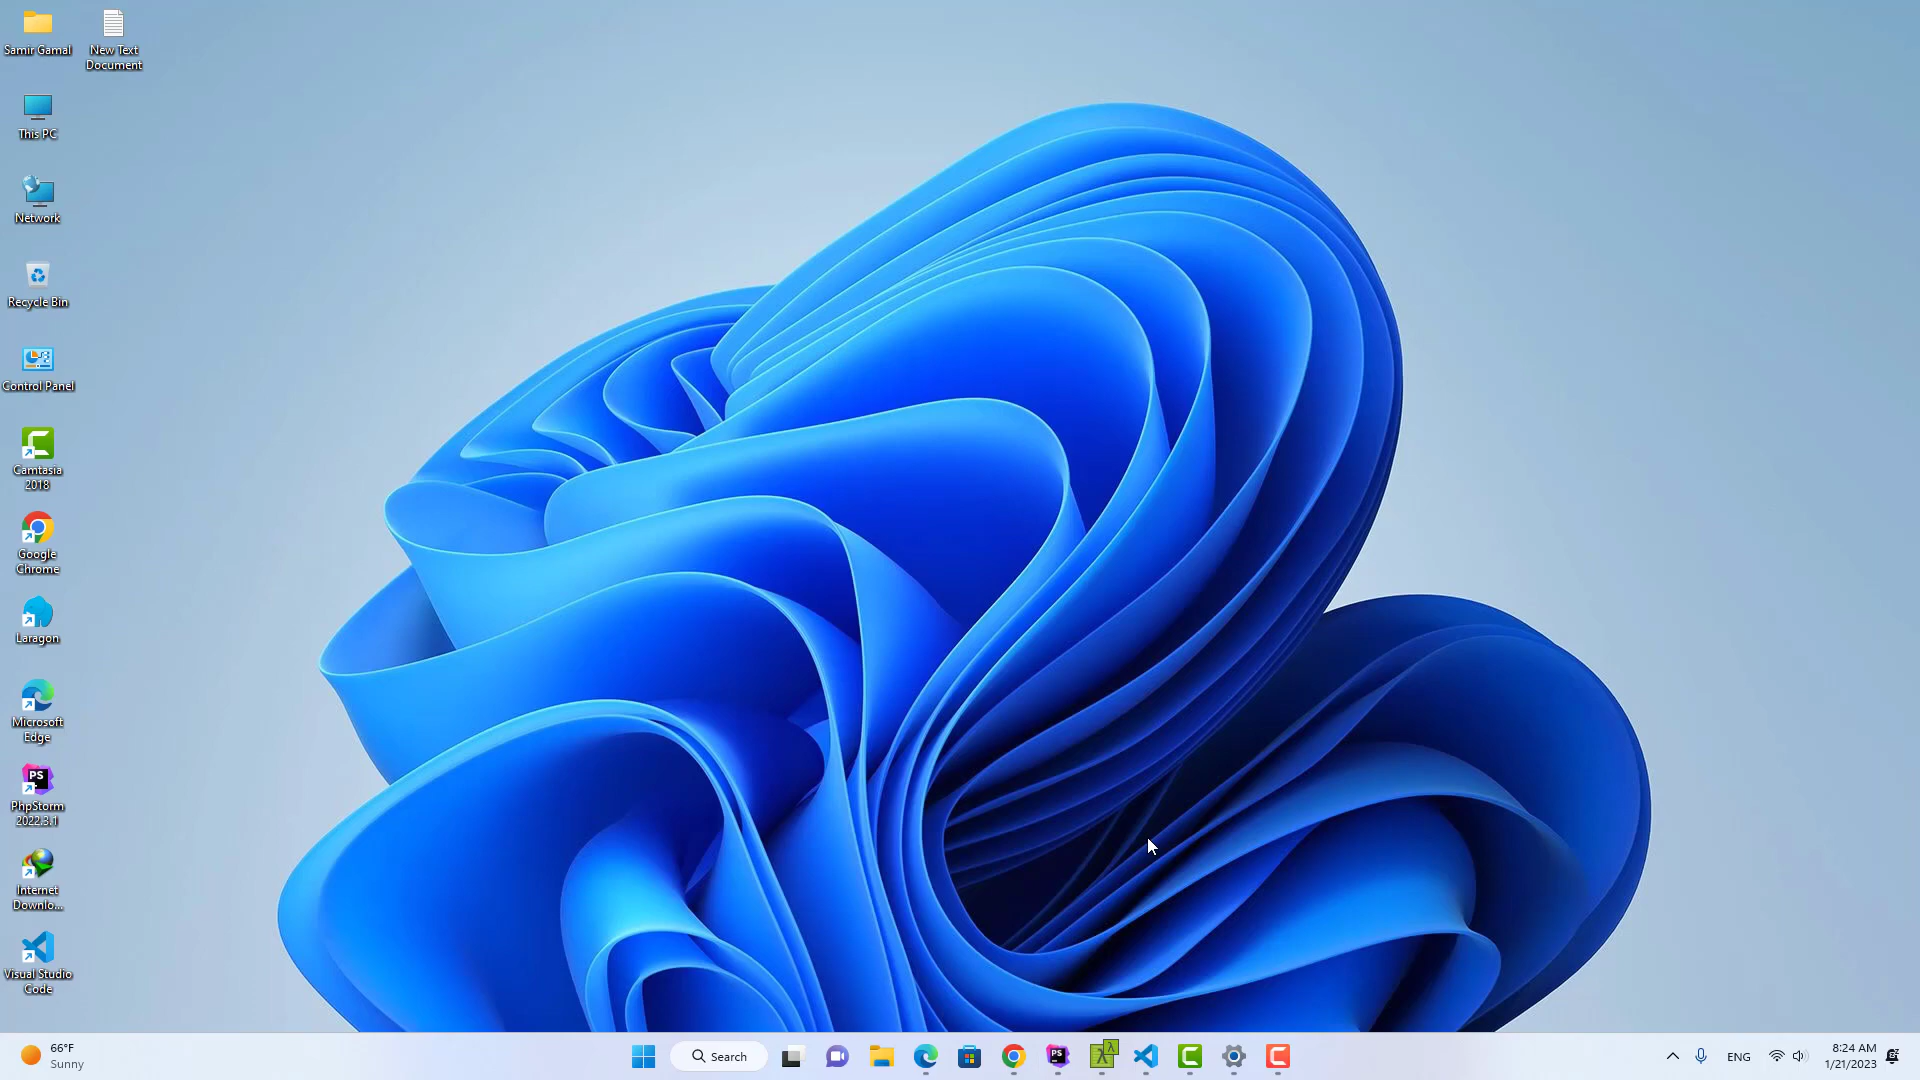 Samir Gamal
New Text
Document
This PC
Network
Recycle Bin
Control Panel
Camtasia
2018
Google
Chrome
Laragon
Microsoft
Edge
PS
PhpStorm
2022.3.1
Internet
Downlo...
Visual Studio
Code
66°F
Sunny
Search
PS
λ
λ
ENG
8:24 AM
1/21/2023